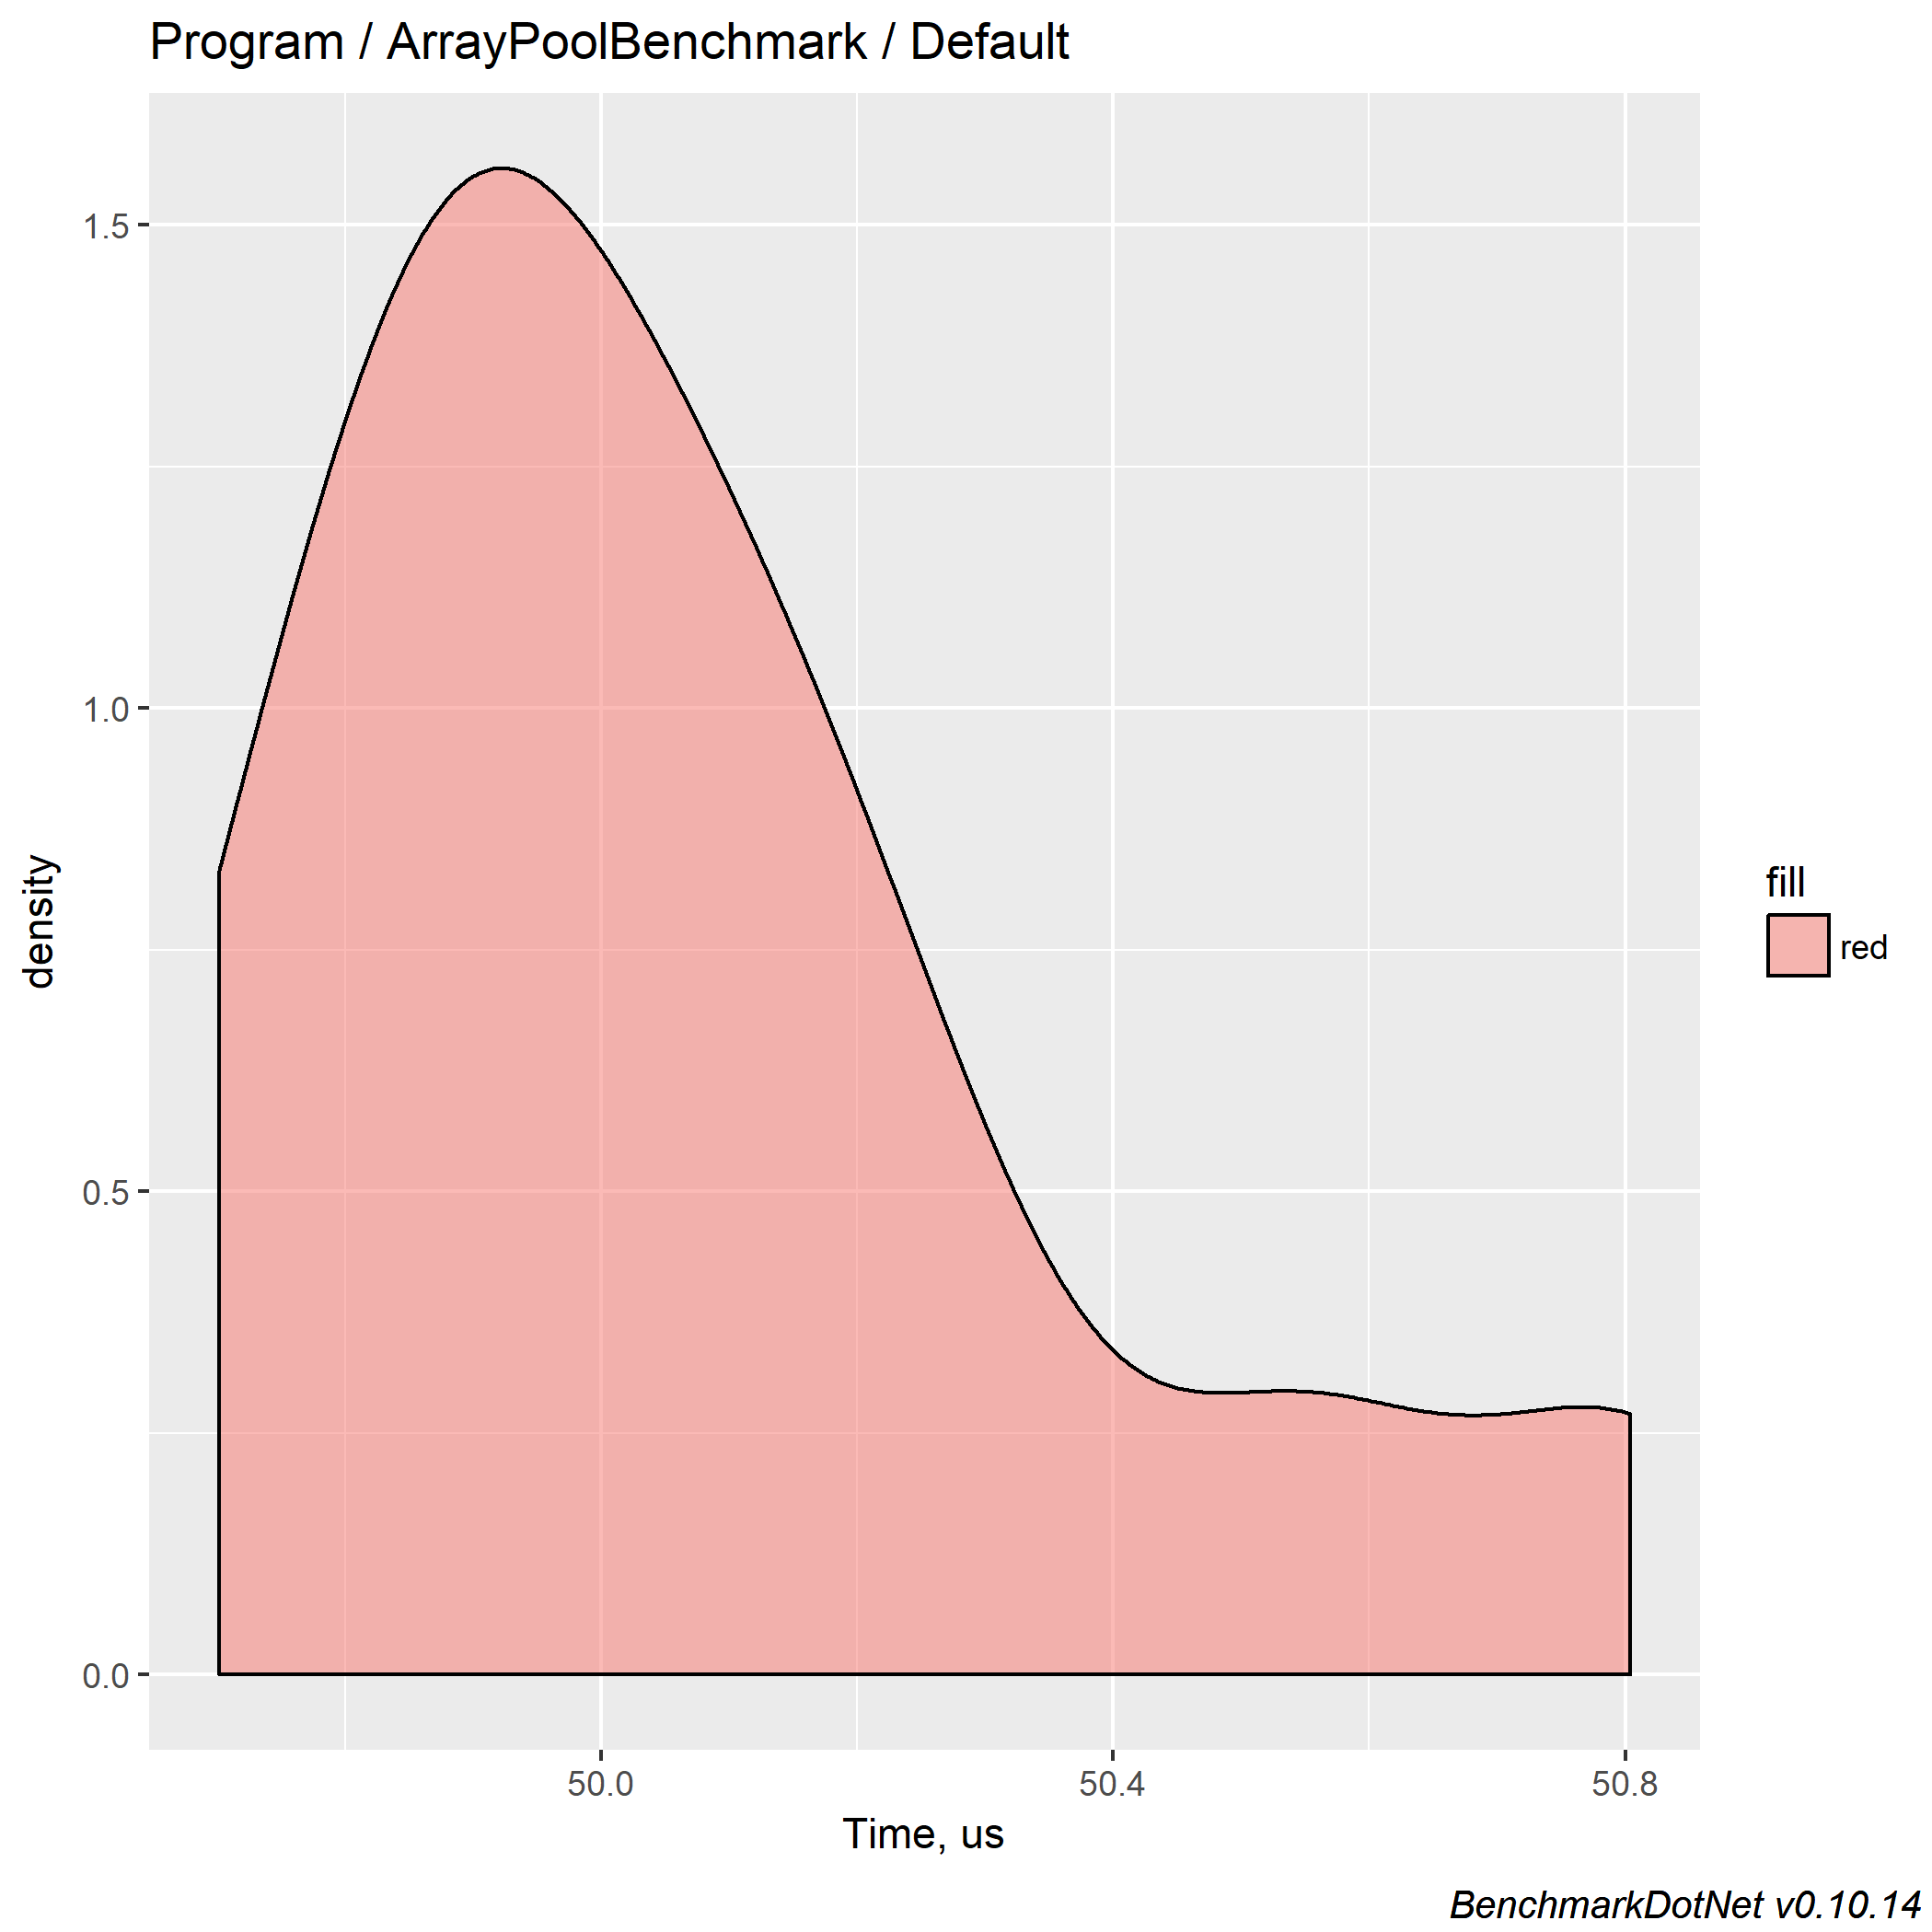 Program / ArrayPoolBenchmark / Default
1.5
1.0
0.5
0.0
density
50.0 50.4 50.8
Time, us
fill
red
BenchmarkDotNet v0.10.14